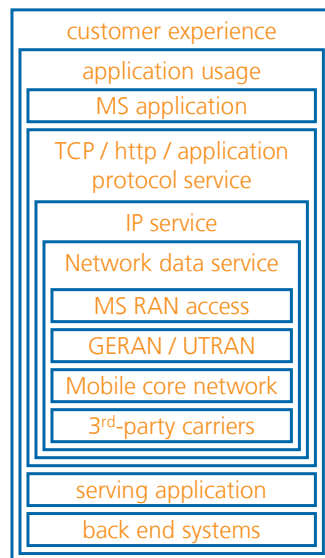 customer experience
application usage
MS application
TCP / http / application
protocol service
IP service
Network data service
MS RAN access
GERAN / UTRAN
Mobile core network
3rd-party carriers
serving application
back end systems